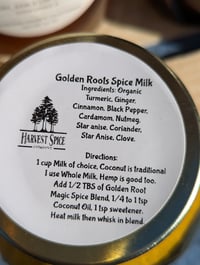 Golden Roots Spice Milk
Ingredients: Organic
Turmeric, Ginger,
Cinnamon, Black Pepper,
Cardamom, Nutmeg,
Star anise, Coriander,
Star Anise, Clove.
HARVEST SPICE
Directions:
1 cup Milk of choice, Coconut is traditional
I use Whole Milk, Hemp is good too.
Add 1/2 TBS of Golden Root
Magic Spice Blend, 1/4 to 1 tsp
Coconut Oil, 1 tsp sweetener.
Heat milk then whisk in blend